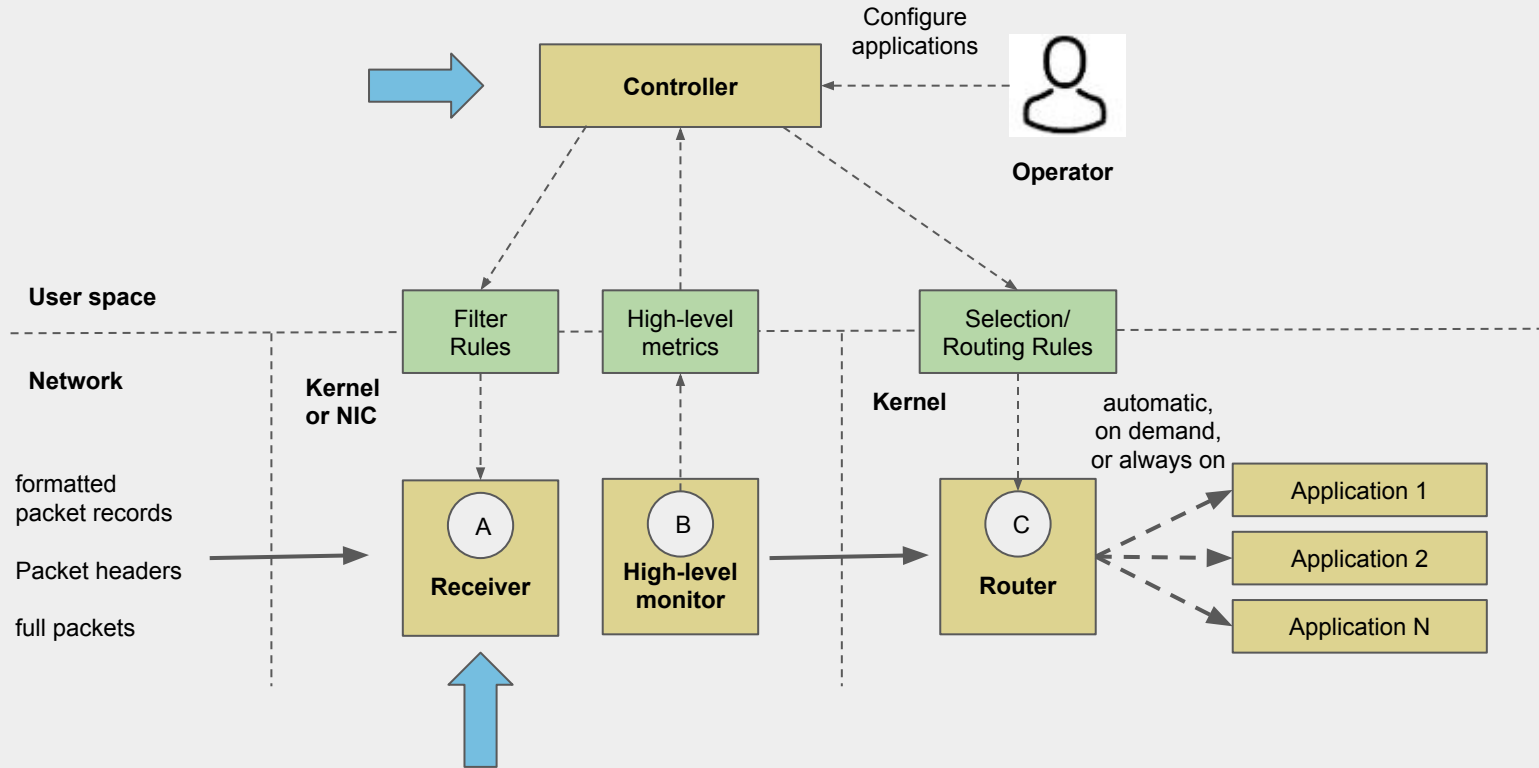 Configure
applications
Controller
Operator
User space
Filter
Rules
High-level
metrics
Selection/
Routing Rules
Network
Kernel
or NIC
Kernel
automatic,
on demand,
or always on
formatted
packet records
Packet headers
full packets
A
Receiver
B
High-level
monitor
C
Router
Application 1
Application 2
Application N